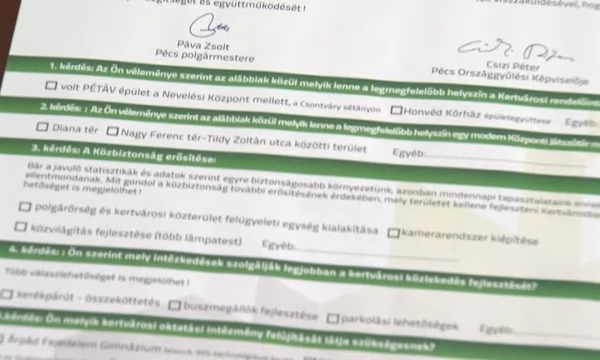 és együttműködését!
Páva Zsolt
Pécs polgármestere
Csizi Péter
Pécs Országgyűlési Képviselője
1. kérdés: Az Ön véleménye szerint az alábbiak közül melyik lenne a legmegfelelőbb helyszín a Kertvárosi rendelőint
volt PÉTÁV épület a Nevelési Központ mellett, a Csontváry sétányon Honvéd Kórház épületegyüttese Egyéb
2. kérdés: : Az Ön véleménye szerint az alábbiak közül melyik lenne a legmegfelelőbb helyszín egy modern Központi Játszótér
Diana tér Nagy Ferenc tér-Tildy Zoltán utca közötti terület Egyéb:
3. kérdés: A Közbiztonság erősítése:
Bár a javuló statisztikák és adatok szerint egyre biztonságosabb környezetünk, azonban mindennapi tapasztalataink
ellentmondanak. Mit gondol a közbiztonság további erősítésének érdekében, mely területet kellene fejleszteni
hetőséget is megjelölhet!
polgárőrség és kertvárosi közterület felügyeleti egység kialakítása kamerarendszer kiépítése
közvilágítás fejlesztése (több lámpatest) Egyéb:
4. kérdés: : Ön szerint mely intézkedések szolgálják legjobban a kertvárosi közlekedés fejlesztését?
Több válaszlehetőséget is megjelölhet!
kerékpárút - összeköttetés buszmegállók fejlesztése parkolási lehetőségek Egyéb:
kérdés: Ön melyik kertvárosi oktatási intézmény felújítását látja szükségesnek?
Árpád Fejedelem Gimnázium